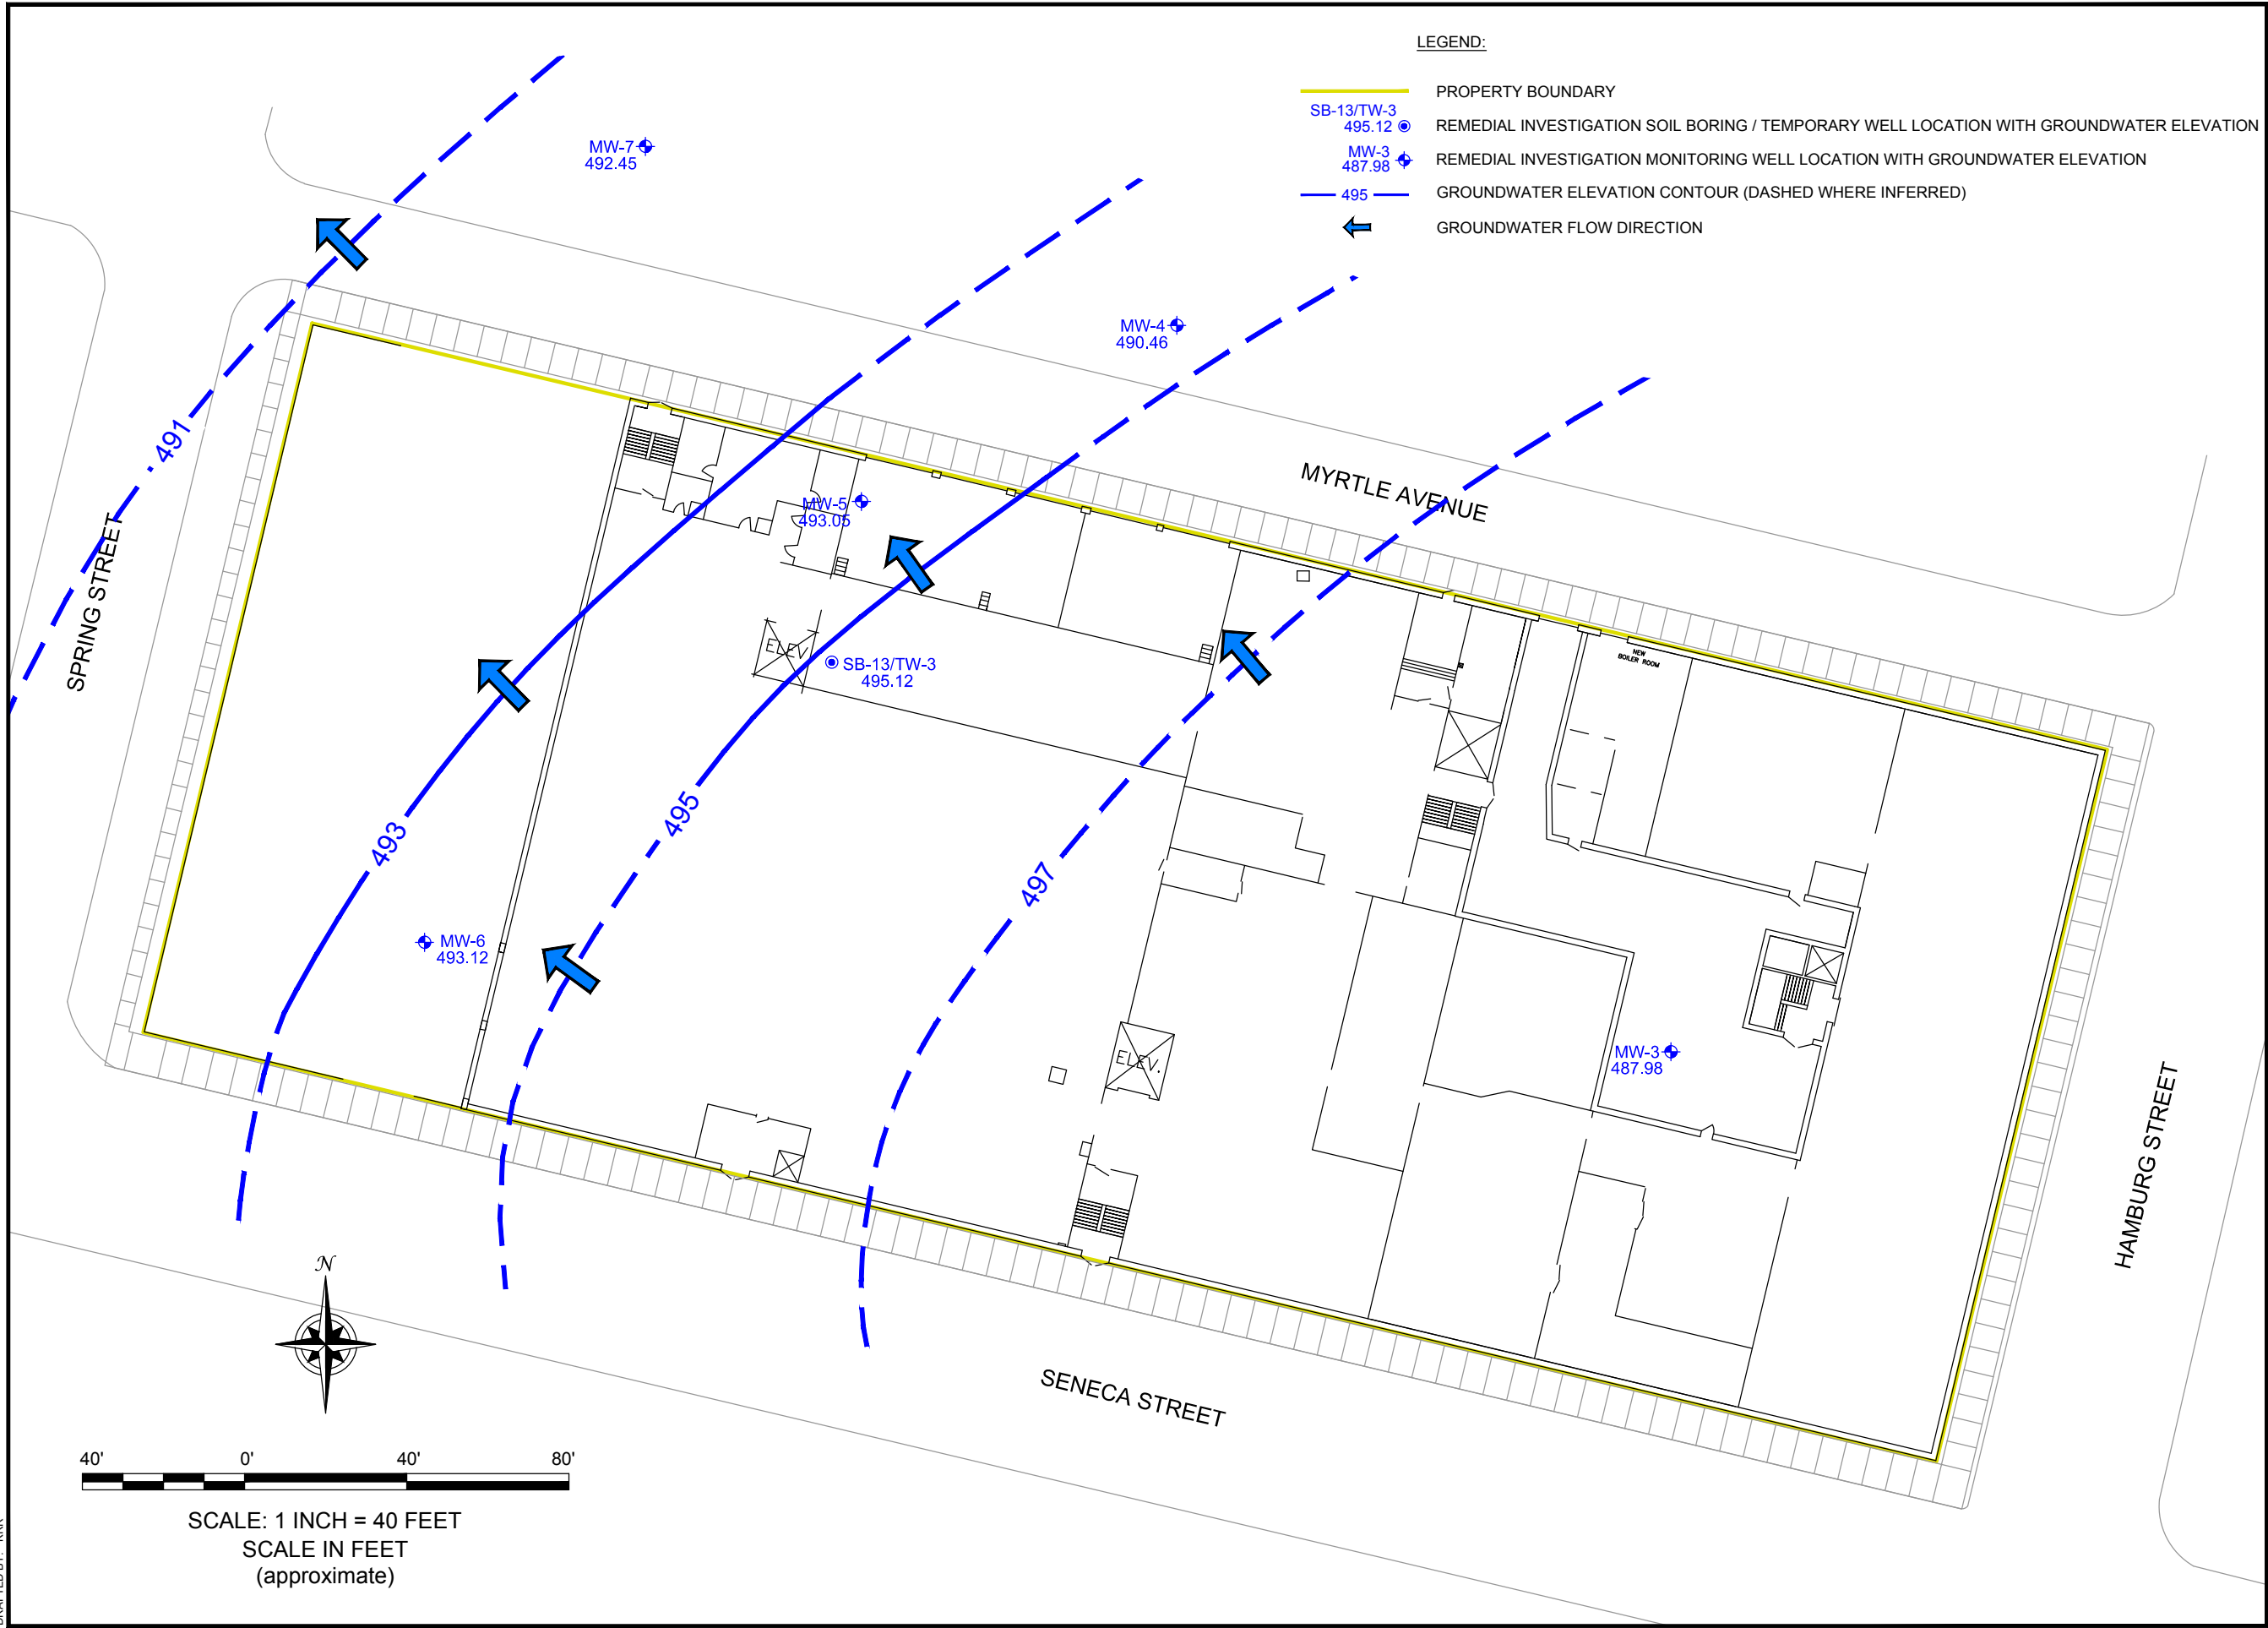 LEGEND:
PROPERTY BOUNDARY
SB-13/TW-3
495.12
REMEDIAL INVESTIGATION SOIL BORING / TEMPORARY WELL LOCATION WITH GROUNDWATER ELEVATION
MW-3
487.98
REMEDIAL INVESTIGATION MONITORING WELL LOCATION WITH GROUNDWATER ELEVATION
495
GROUNDWATER ELEVATION CONTOUR (DASHED WHERE INFERRED)
GROUNDWATER FLOW DIRECTION
MW-7
492.45
MW-4
490.46
491
MYRTLE AVENUE
MW-5
493.05
SPRING STREET
ELEV.
SB-13/TW-3
495.12
NEW
BOILER ROOM
493
495
497
MW-6
493.12
ELEV.
MW-3
487.98
HAMBURG STREET
N
SENECA STREET
40' 0' 40' 80'
SCALE: 1 INCH = 40 FEET
SCALE IN FEET
(approximate)